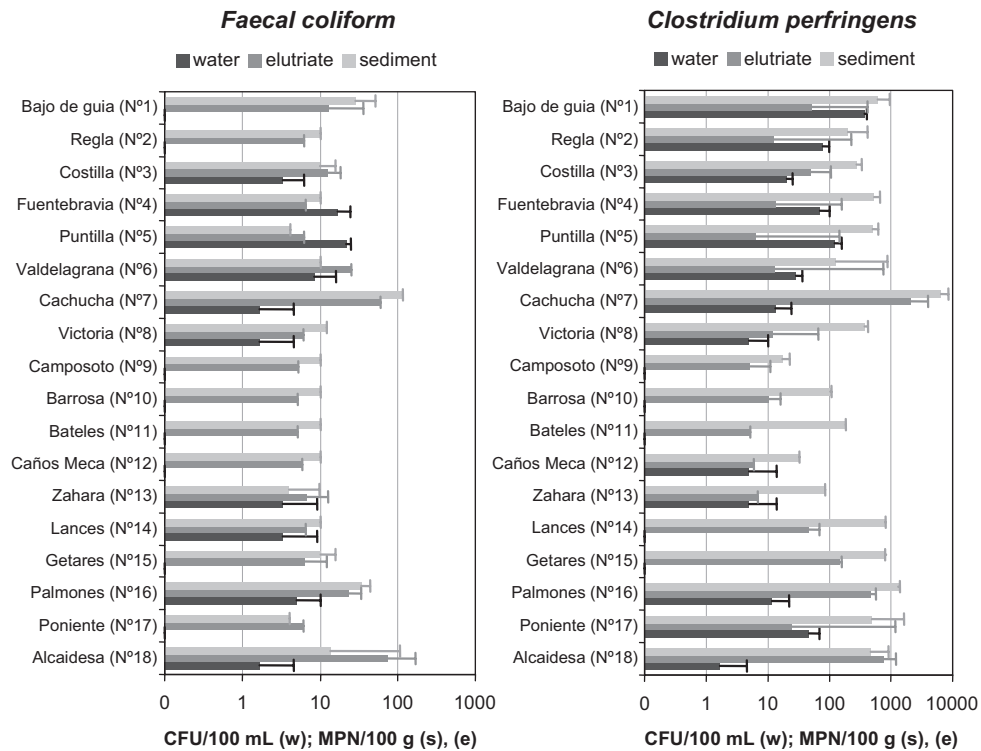 Faecal coliform
water elutriate sediment
Bajo de guia (Nº1)
Regla (Nº2)
Costilla (Nº3)
Fuentebravia (Nº4)
Puntilla (Nº5)
Valdelagrana (Nº6)
Cachucha (Nº7)
Victoria (Nº8)
Camposoto (Nº9)
Barrosa (Nº10)
Bateles (Nº11)
Caños Meca (Nº12)
Zahara (Nº13)
Lances (Nº14)
Getares (Nº15)
Palmones (Nº16)
Poniente (Nº17)
Alcaidesa (Nº18)
0 1 10 100 1000
CFU/100 mL (w); MPN/100 g (s), (e)
Clostridium perfringens
water elutriate sediment
Bajo de guia (Nº1)
Regla (Nº2)
Costilla (Nº3)
Fuentebravia (Nº4)
Puntilla (Nº5)
Valdelagrana (Nº6)
Cachucha (Nº7)
Victoria (Nº8)
Camposoto (Nº9)
Barrosa (Nº10)
Bateles (Nº11)
Caños Meca (Nº12)
Zahara (Nº13)
Lances (Nº14)
Getares (Nº15)
Palmones (Nº16)
Poniente (Nº17)
Alcaidesa (Nº18)
0 1 10 100 1000 10000
CFU/100 mL (w); MPN/100 g (s), (e)